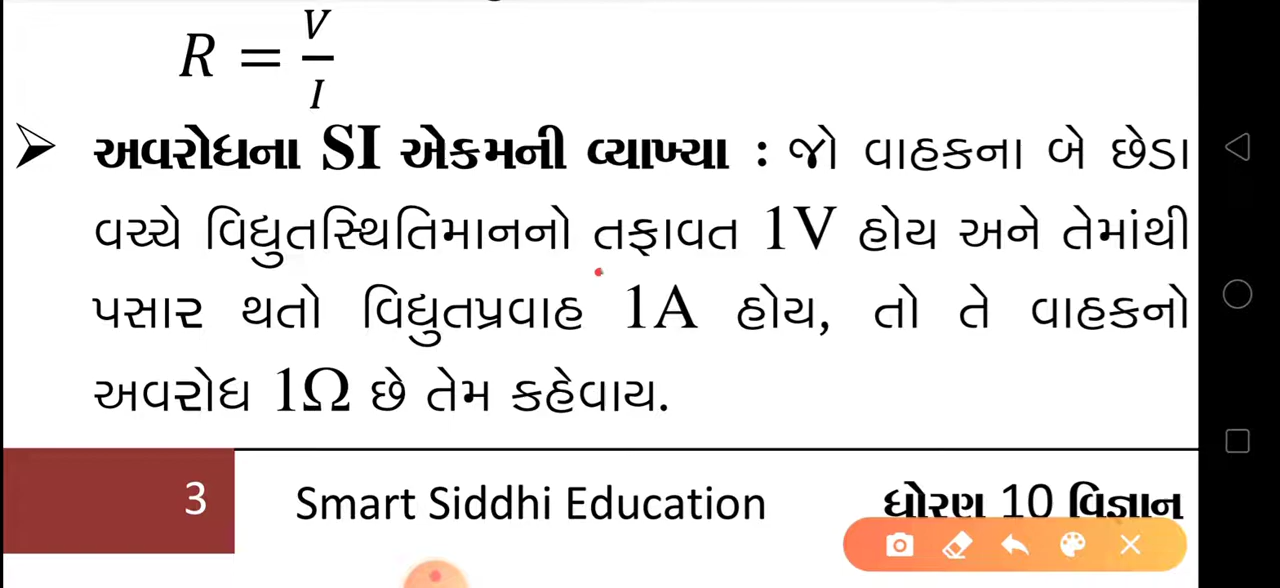 R = V/I
➢ અવરોધના SI એકમની વ્યાખ્યા : જો વાહકના બે છેડા
વચ્ચે વિદ્યુતસ્થિતિમાનનો તફાવત 1V હોય અને તેમાંથી
પસાર થતો વિદ્યુતપ્રવાહ 1A હોય, તો તે વાહકનો
અવરોધ 1Ω છે તેમ કહેવાય.
3 Smart Siddhi Education ધોરણ 10 વિજ્ઞાન